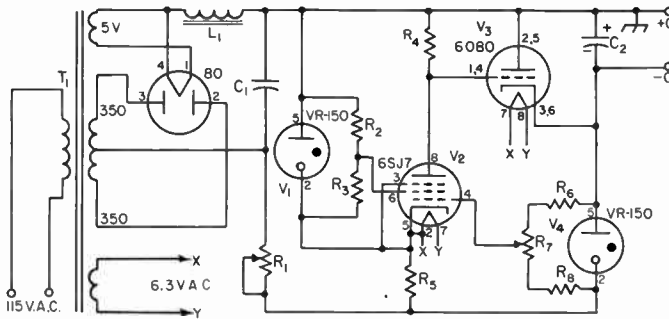 5V
L1
T1
4
1
80
3
2
350
350
C1
115 V.A.C.
X
6.3 V A C
Y
R1
5
VR-150
V1
2
R2
R3
6SJ7
V2
8
3
6
4
5
2
7
X
Y
R4
R5
V3
6080
2,5
1,4
3,6
7
8
X
Y
+
C2
+O
-O
R6
R7
R8
V4
5
VR-150
2